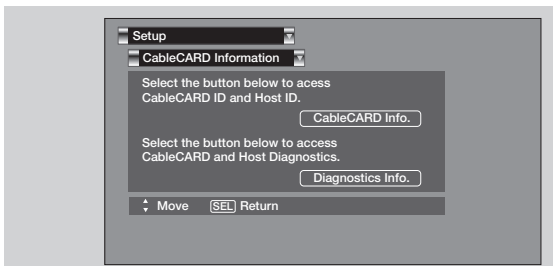 Setup
CableCARD Information
Select the button below to acess
CableCARD ID and Host ID.
CableCARD Info.
Select the button below to access
CableCARD and Host Diagnostics.
Diagnostics Info.
Move SEL Return